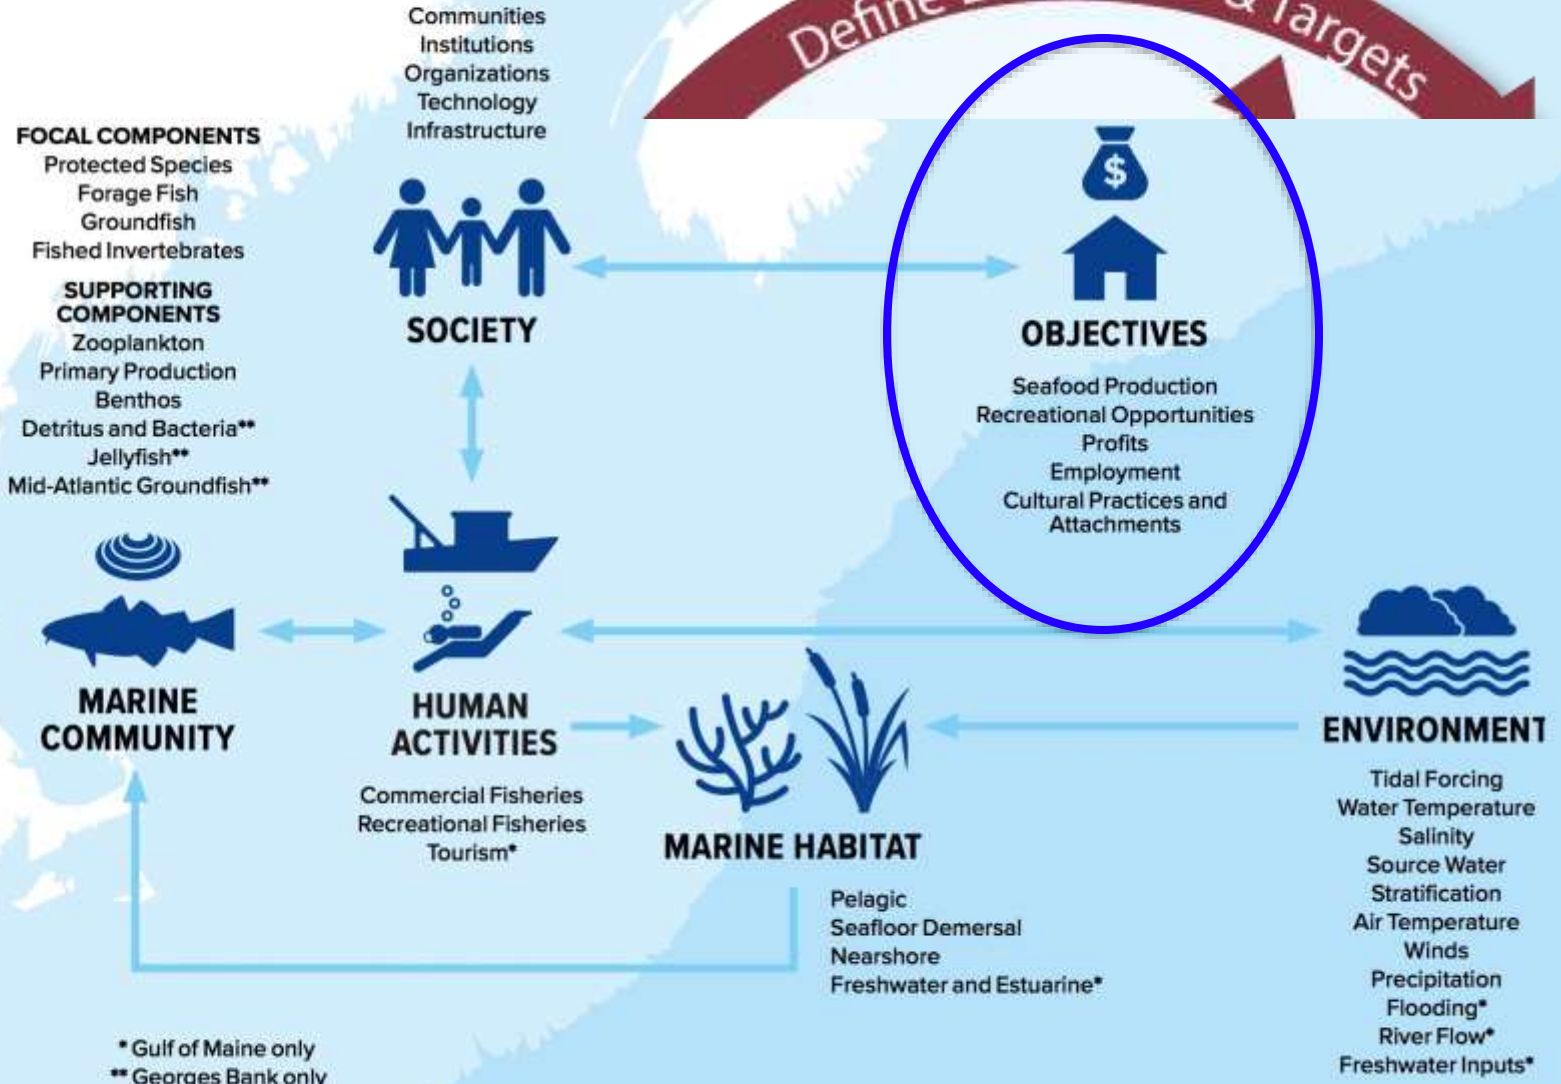 Define
& Targets
Communities
Institutions
Organizations
Technology
Infrastructure
SOCIETY
FOCAL COMPONENTS
Protected Species
Forage Fish
Groundfish
Fished Invertebrates
SUPPORTING
COMPONENTS
Zooplankton
Primary Production
Benthos
Detritus and Bacteria**
Jellyfish**
Mid-Atlantic Groundfish**
MARINE
COMMUNITY
$
OBJECTIVES
Seafood Production
Recreational Opportunities
Profits
Employment
Cultural Practices and
Attachments
HUMAN
ACTIVITIES
Commercial Fisheries
Recreational Fisheries
Tourism*
MARINE HABITAT
Pelagic
Seafloor Demersal
Nearshore
Freshwater and Estuarine*
ENVIRONMENT
Tidal Forcing
Water Temperature
Salinity
Source Water
Stratification
Air Temperature
Winds
Precipitation
Flooding*
River Flow*
Freshwater Inputs*
* Gulf of Maine only
** Georges Bank only